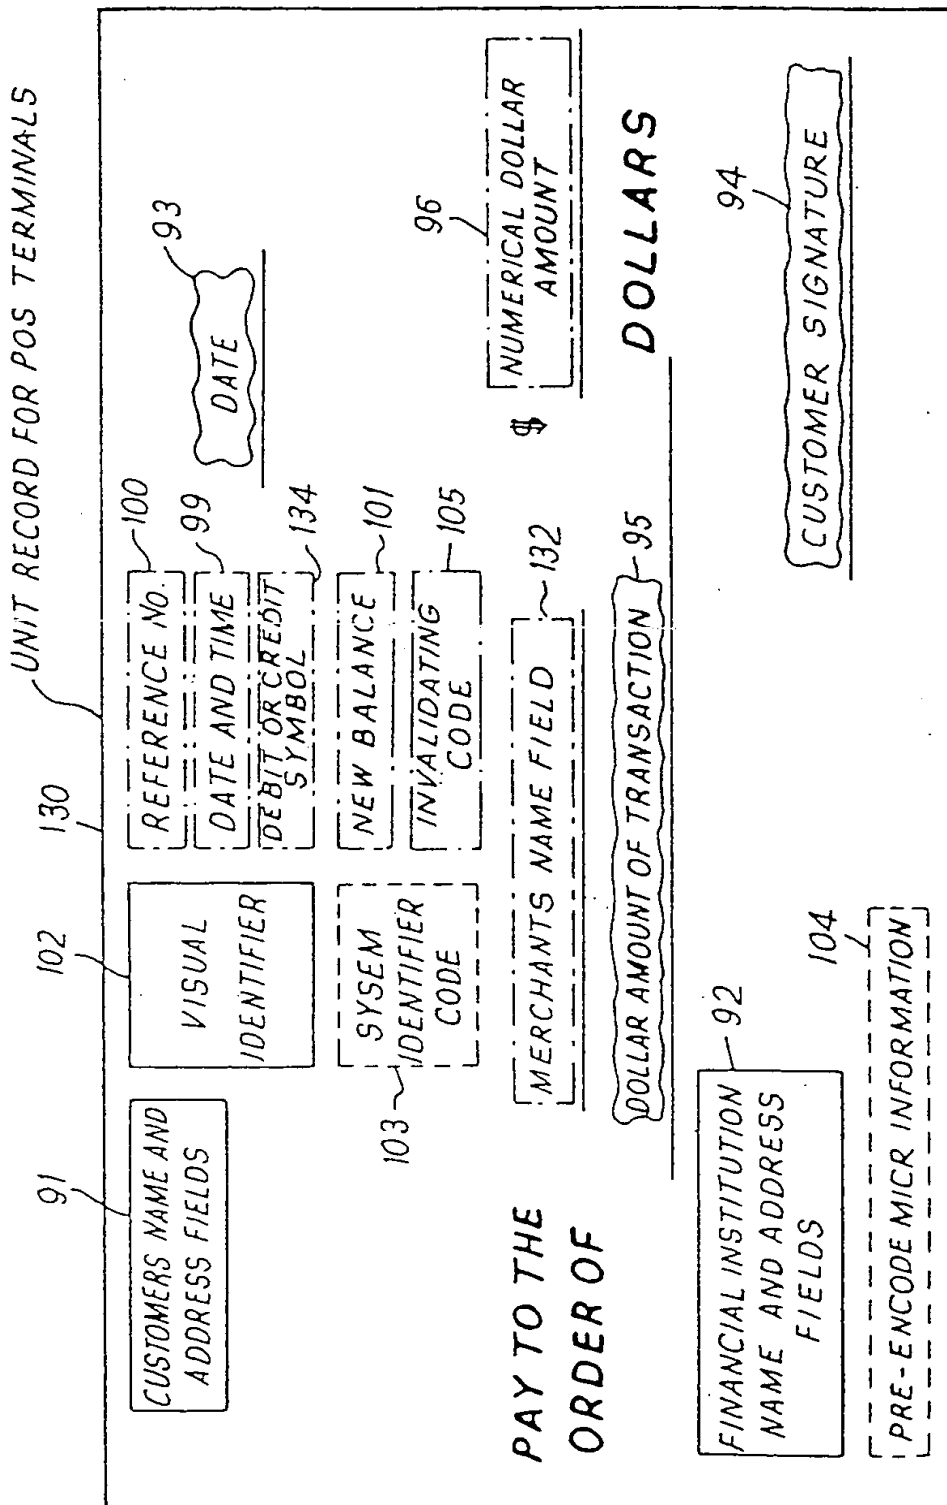 UNIT RECORD FOR POS TERMINALS
130
91
CUSTOMERS NAME AND
ADDRESS FIELDS
102
VISUAL
IDENTIFIER
100
REFERENCE NO.
99
DATE AND TIME
134
DEBIT OR CREDIT
SYMBOL
93
DATE
103
SYSEM
IDENTIFIER
CODE
101
NEW BALANCE
105
INVALIDATING
CODE
PAY TO THE
ORDER OF
132
MERCHANTS NAME FIELD
$
96
NUMERICAL DOLLAR
AMOUNT
95
DOLLAR AMOUNT OF TRANSACTION
DOLLARS
92
FINANCIAL INSTITUTION
NAME AND ADDRESS
FIELDS
94
CUSTOMER SIGNATURE
104
PRE-ENCODE MICR INFORMATION